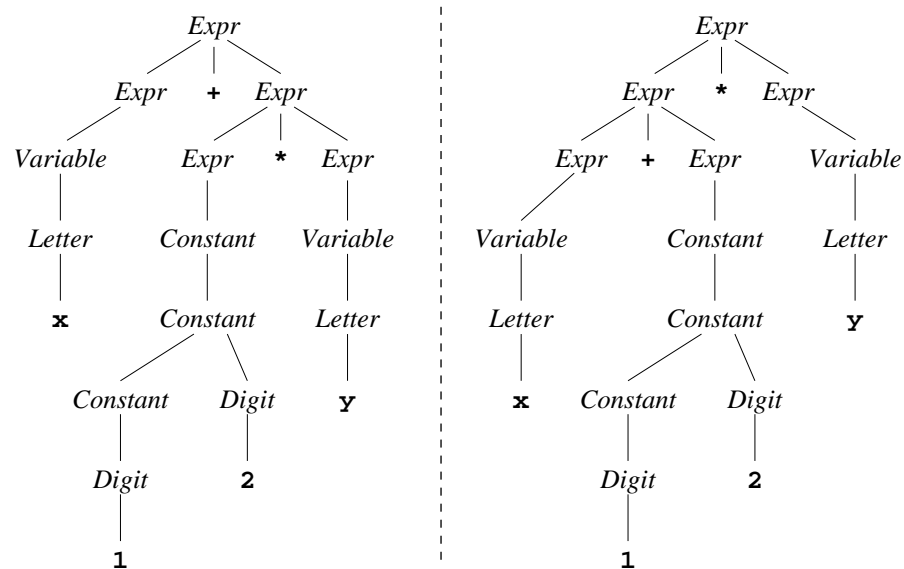 Expr Expr
Expr + Expr Expr * Expr
Variable Expr * Expr Expr + Expr Variable
Letter Constant Variable Variable Constant Letter
x Constant Letter Letter Constant y
Constant Digit y x Constant Digit
Digit 2 Digit 2
1 1